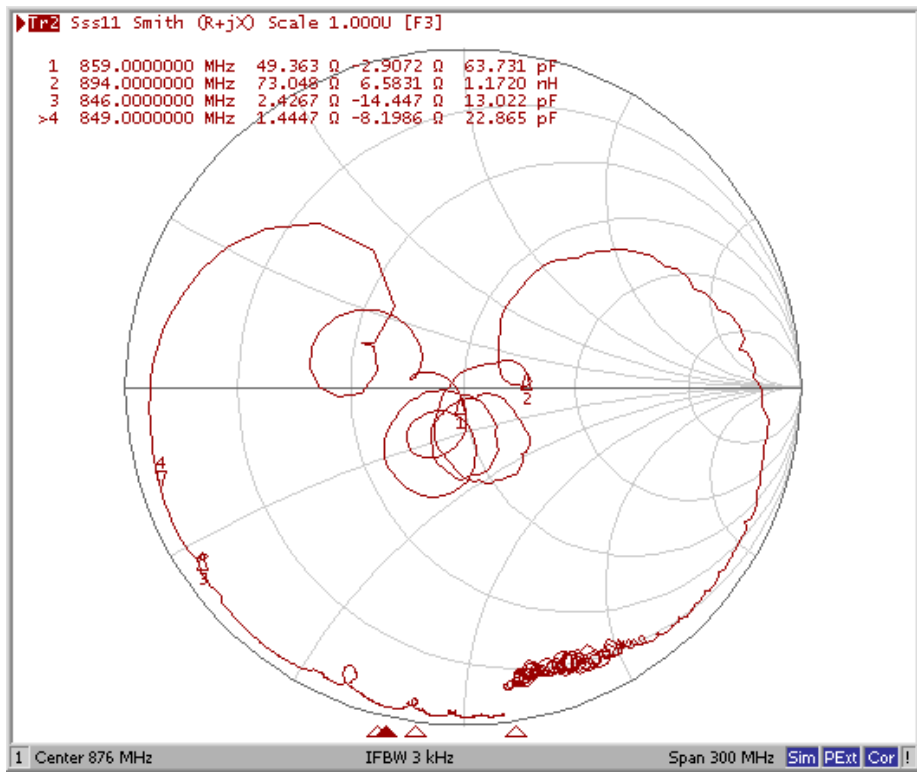 Tr2 Sss11 Smith (R+jX) Scale 1.000U [F3]
1 859.0000000 MHz 49.363 Ω -2.9072 Ω 63.731 pF
2 894.0000000 MHz 73.048 Ω 6.5831 Ω 1.1720 nH
3 846.0000000 MHz 2.4267 Ω -14.447 Ω 13.022 pF
>4 849.0000000 MHz 1.4447 Ω -8.1986 Ω 22.865 pF
4
3
1
2
1 Center 876 MHz IFBW 3 kHz Span 300 MHz Sim PExt Cor !